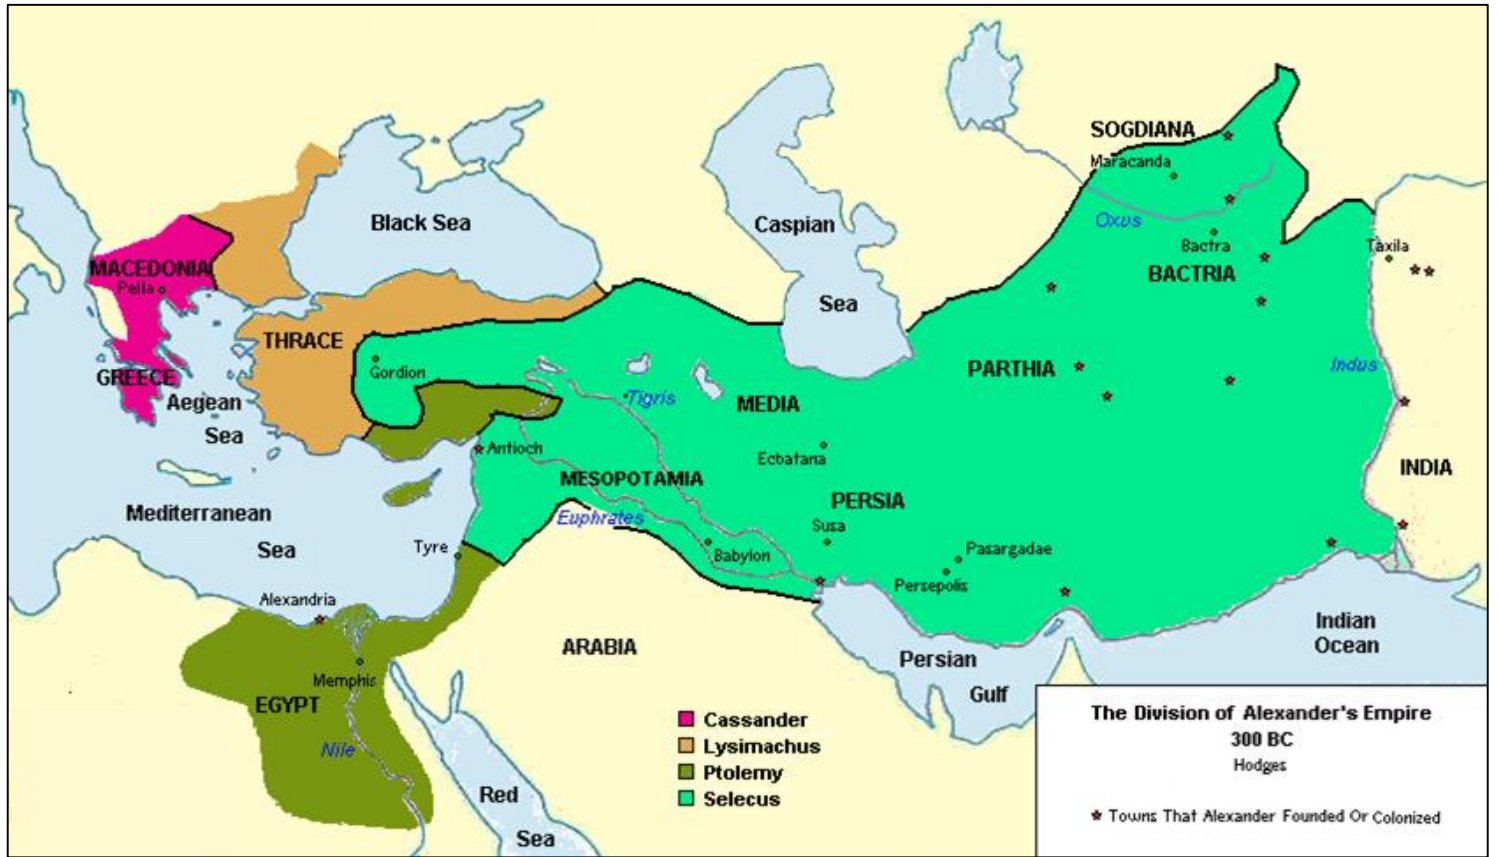 SOGDIANA
Maracanda
Black Sea
Caspian
Sea
Oxus
Bactra
Taxila
BACTRIA
MACEDONIA
Pella
THRACE
Gordion
GREECE
Aegean
Sea
Tigris
MEDIA
PARTHIA
Indus
Antioch
Ecbatana
MESOPOTAMIA
INDIA
PERSIA
Mediterranean
Sea
Euphrates
Susa
Tyre
Babylon
Pasargadae
Persepolis
Alexandria
ARABIA
Indian
Ocean
Persian
Gulf
Memphis
EGYPT
Nile
Red
Sea
Cassander
Lysimachus
Ptolemy
Selecus
The Division of Alexander's Empire
300 BC
Hodges
Towns That Alexander Founded Or Colonized